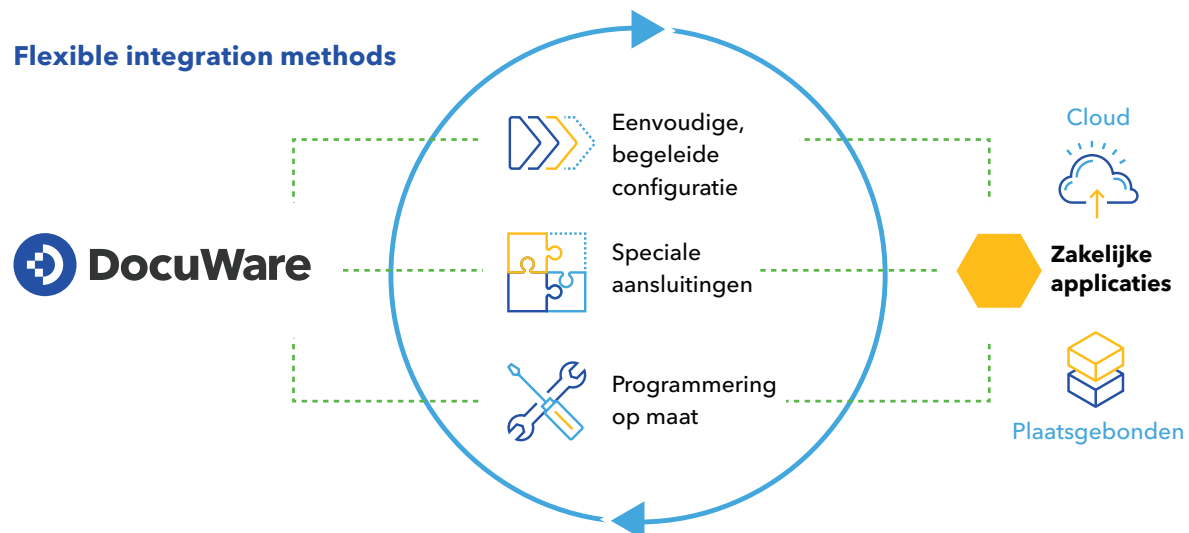 Flexible integration methods
Eenvoudige,
begeleide
configuratie
Cloud
DocuWare
Speciale
aansluitingen
Zakelijke
applicaties
Programmering
op maat
Plaatsgebonden